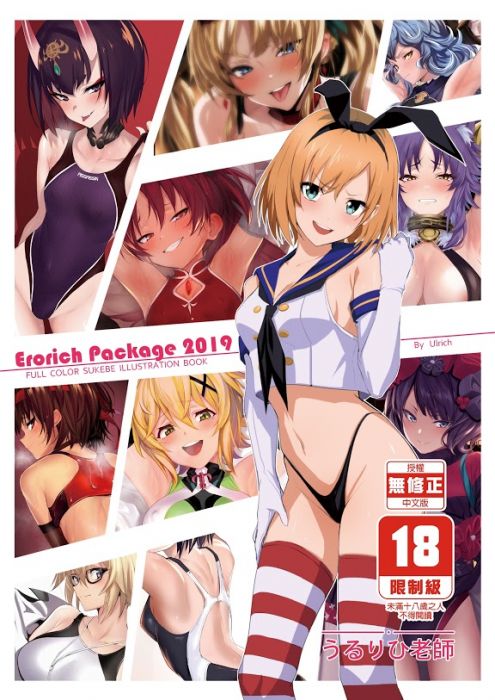 Erorich Package 2019
FULL COLOR SUKEBE ILLUSTRATION BOOK
By Ulrich
授權
無修正
中文版
18
限制級
未滿十八歲之人
不得閱讀
うるりひ老師